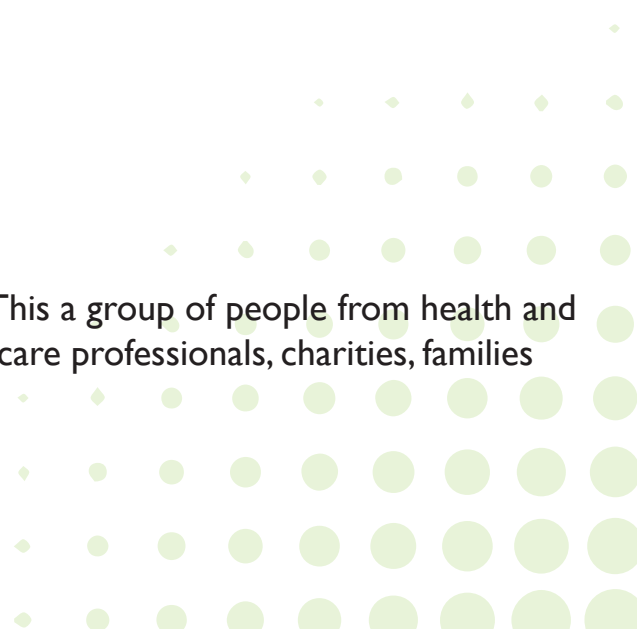 This a group of people from health and
care professionals, charities, families